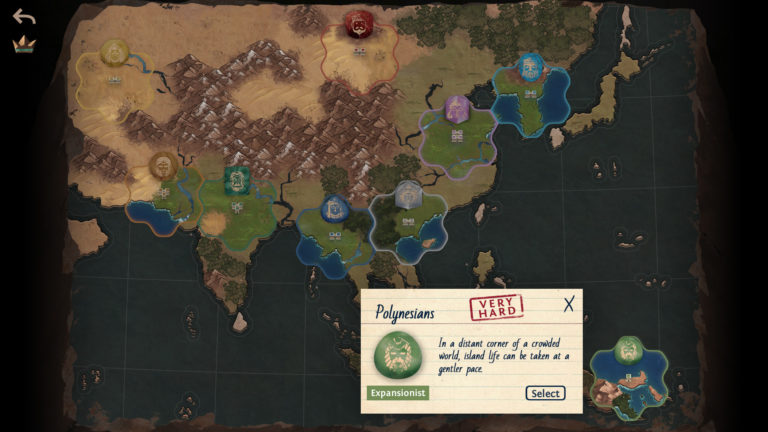 Polynesians
VERY
HARD
X
In a distant corner of a crowded
world, island life can be taken at a
gentler pace.
Expansionist
Select